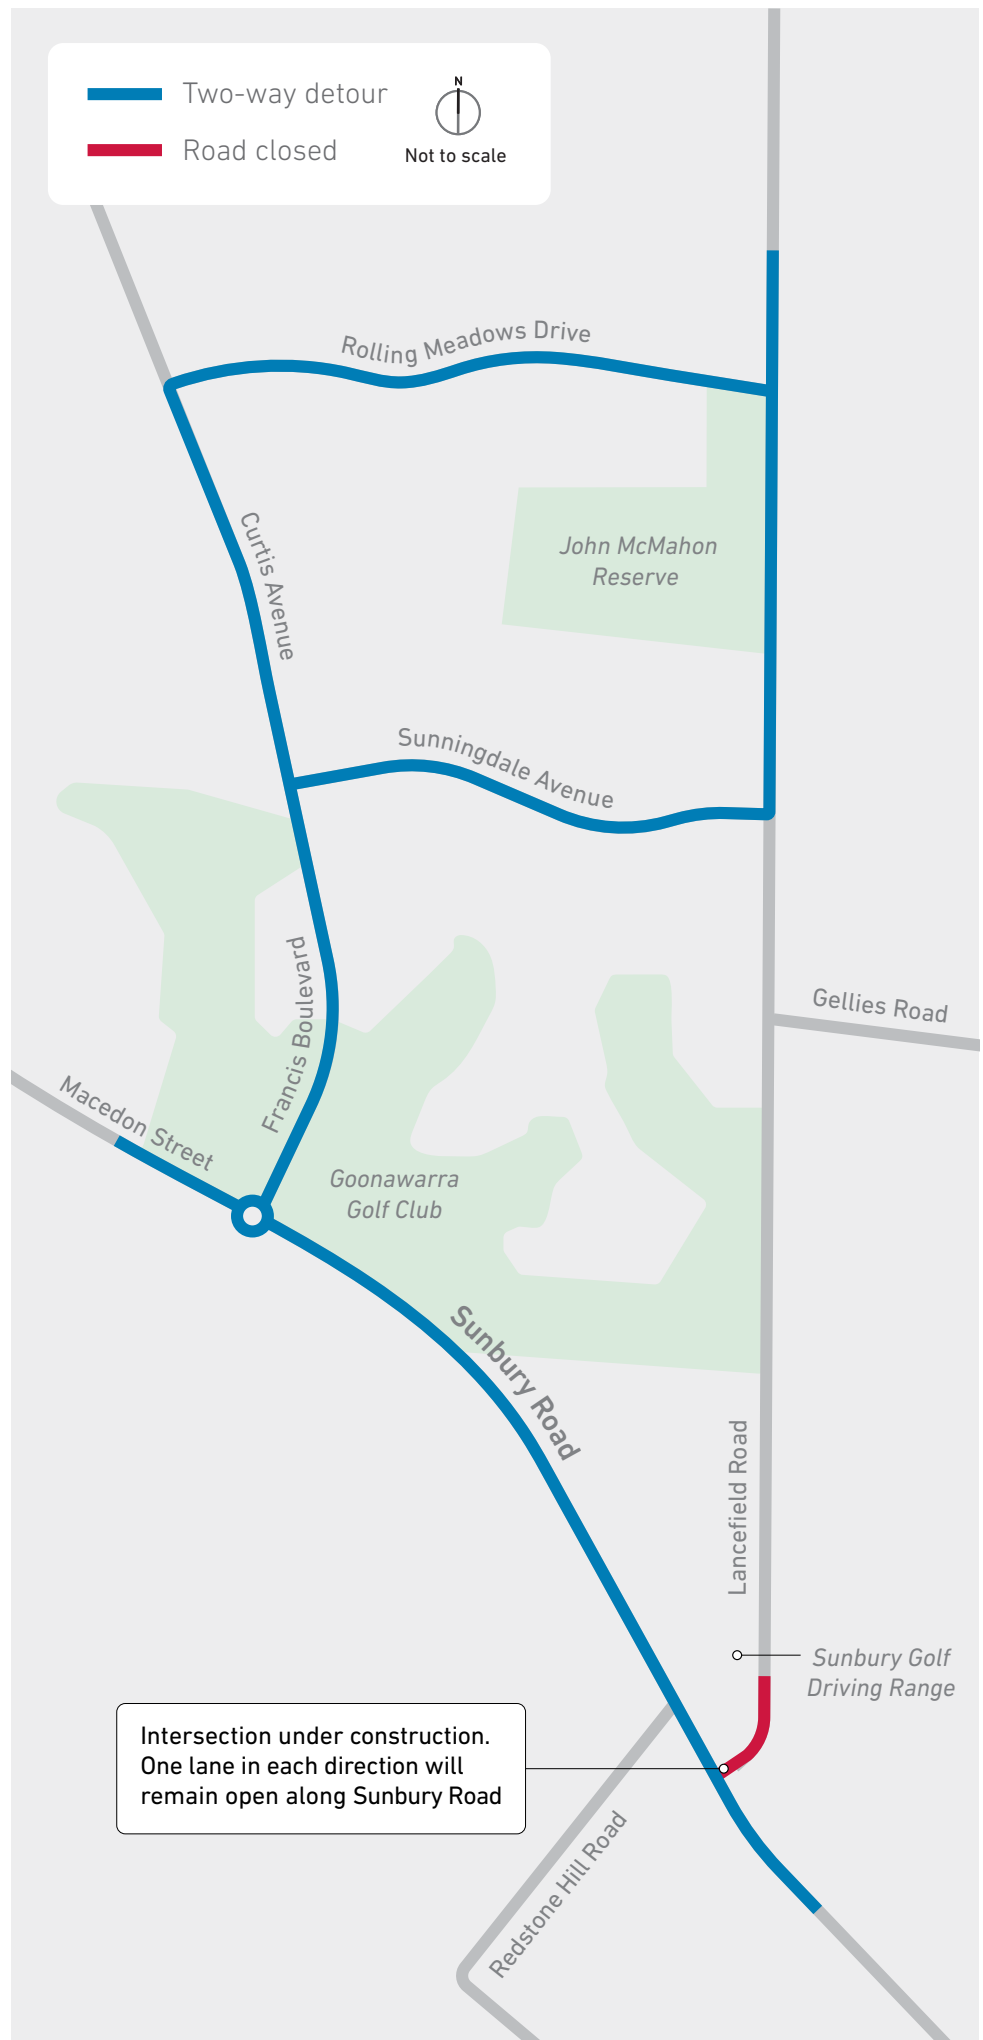 Two-way detour
Road closed
N
Not to scale
Rolling Meadows Drive
Curtis Avenue
John McMahon
Reserve
Sunningdale Avenue
Francis Boulevard
Gellies Road
Macedon Street
Goonawarra
Golf Club
Sunbury Road
Lancefield Road
Sunbury Golf
Driving Range
Intersection under construction.
One lane in each direction will
remain open along Sunbury Road
Redstone Hill Road